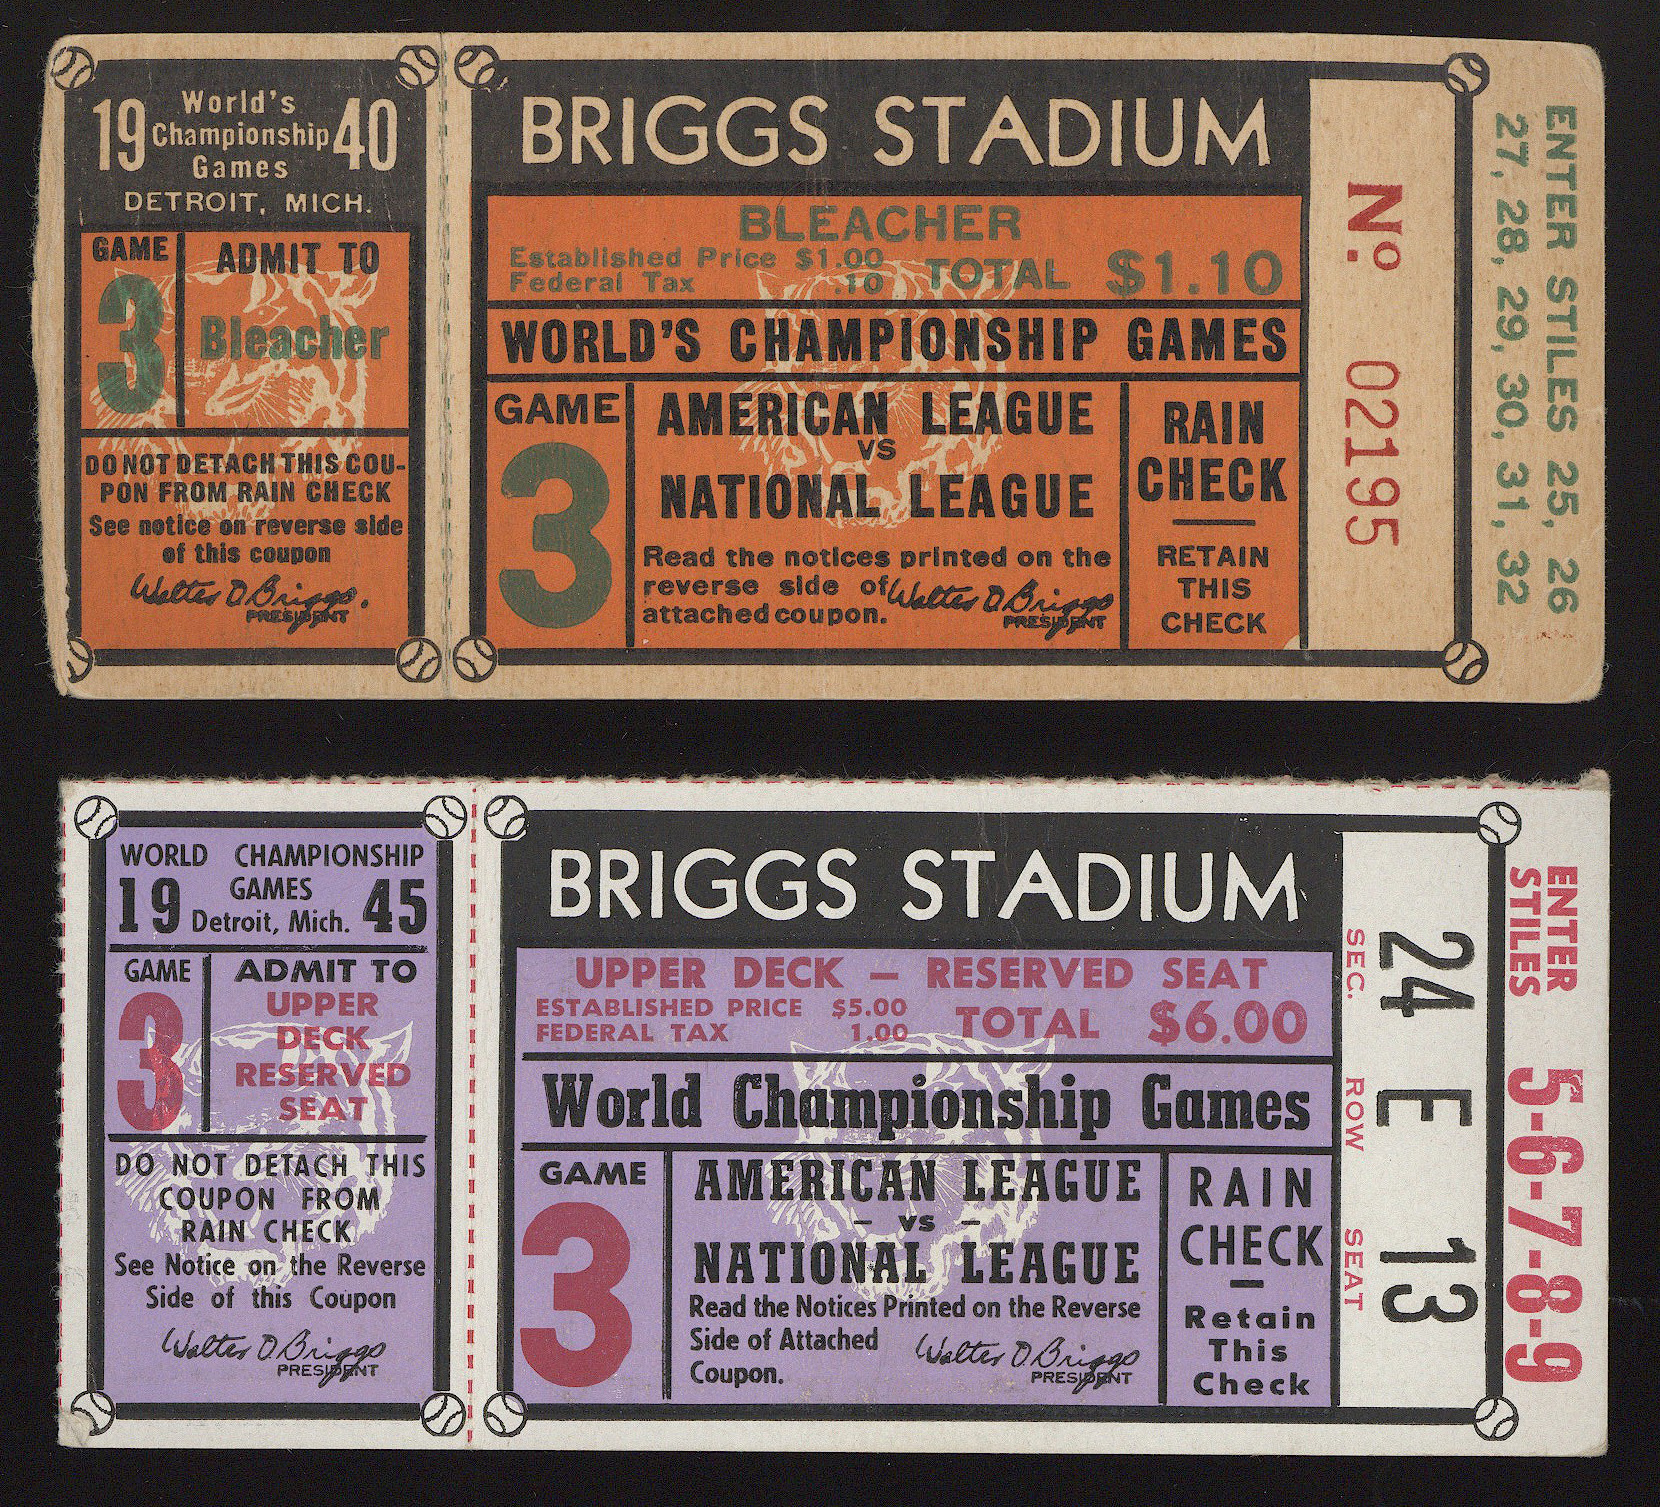 19 World's 40
Championship
Games
DETROIT, MICH.
GAME
3
ADMIT TO
Bleacher
DO NOT DETACH THIS COU-
PON FROM RAIN CHECK
See notice on reverse side
of this coupon
Walter O Briggs.
PRESIDENT
BRIGGS STADIUM
BLEACHER
Established Price $1.00
Federal Tax .10
TOTAL $1.10
WORLD'S CHAMPIONSHIP GAMES
GAME
3
AMERICAN LEAGUE
VS
NATIONAL LEAGUE
Read the notices printed on the
reverse side of
attached coupon.
Walter O Briggs
PRESIDENT
RAIN
CHECK
RETAIN
THIS
CHECK
No. 02195
ENTER STILES 25, 26
27, 28, 29, 30, 31, 32
WORLD CHAMPIONSHIP
19 GAMES 45
Detroit, Mich.
GAME
3
ADMIT TO
UPPER
DECK
RESERVED
SEAT
DO NOT DETACH THIS
COUPON FROM
RAIN CHECK
See Notice on the Reverse
Side of this Coupon
Walter O Briggs
PRESIDENT
BRIGGS STADIUM
UPPER DECK — RESERVED SEAT
ESTABLISHED PRICE $5.00
FEDERAL TAX 1.00
TOTAL $6.00
World Championship Games
GAME
3
AMERICAN LEAGUE
- vs -
NATIONAL LEAGUE
Read the Notices Printed on the Reverse
Side of Attached
Coupon.
Walter O Briggs
PRESIDENT
RAIN
CHECK
Retain
This
Check
24 E 13
SEC. ROW SEAT
ENTER
STILES
5-6-7-8-9